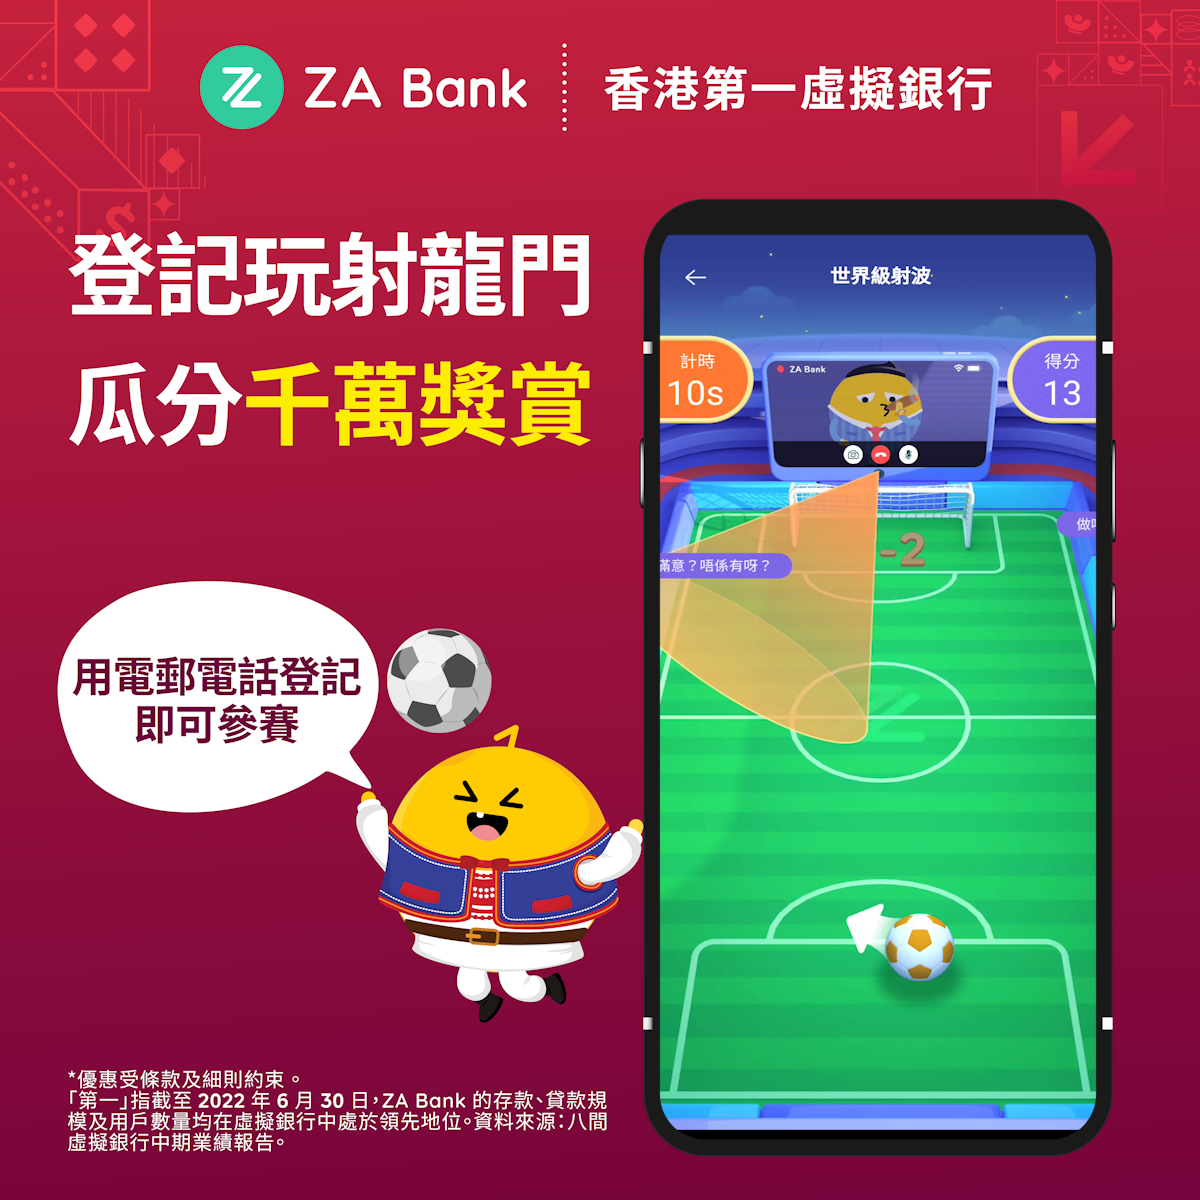 ZA Bank
香港第一虛擬銀行
登記玩射龍門
瓜分千萬獎賞
用電郵電話登記
即可參賽
世界級射波
計時
10s
ZA Bank
得分
13
-2
做
滿意？唔係有呀？
*優惠受條款及細則約束。
「第一」指截至 2022 年 6 月 30 日，ZA Bank 的存款、貸款規
模及用戶數量均在虛擬銀行中處於領先地位。資料來源：八間
虛擬銀行中期業績報告。